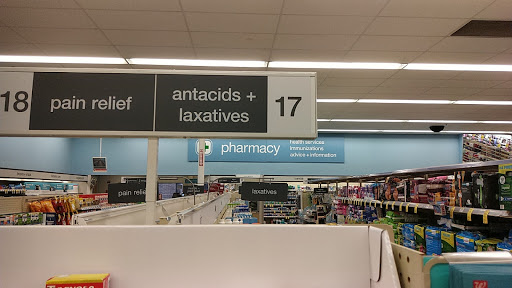 18
pain relief
antacids +
laxatives
17
pharmacy
health services
immunizations
advice + information
pain relief
laxatives